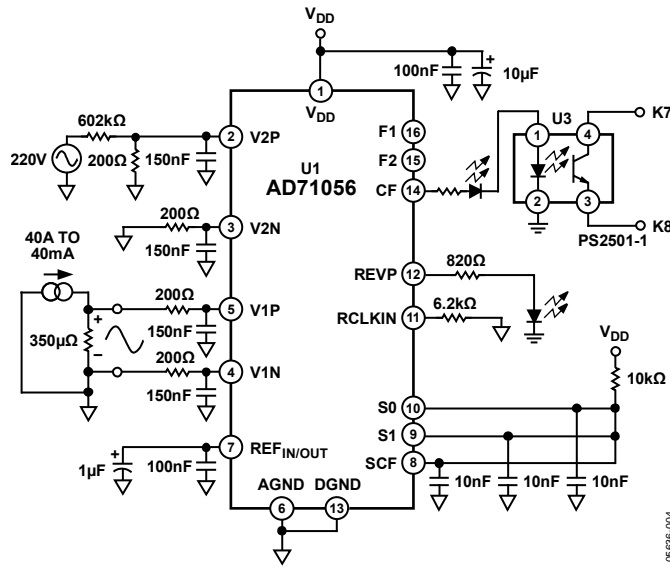 VDD
100nF
10µF
+
1
VDD
602kΩ
2
V2P
220V
200Ω
150nF
U1
AD71056
F1
16
F2
15
CF
14
U3
1
4
K7
2
3
K8
PS2501-1
200Ω
3
V2N
150nF
40A TO
40mA
200Ω
5
V1P
+
350µΩ
–
150nF
200Ω
4
V1N
150nF
REVP
12
820Ω
RCLKIN
11
6.2kΩ
VDD
10kΩ
S0
10
S1
9
SCF
8
10nF
10nF
10nF
7
REFIN/OUT
+
1µF
100nF
AGND
DGND
6
13
05636-004